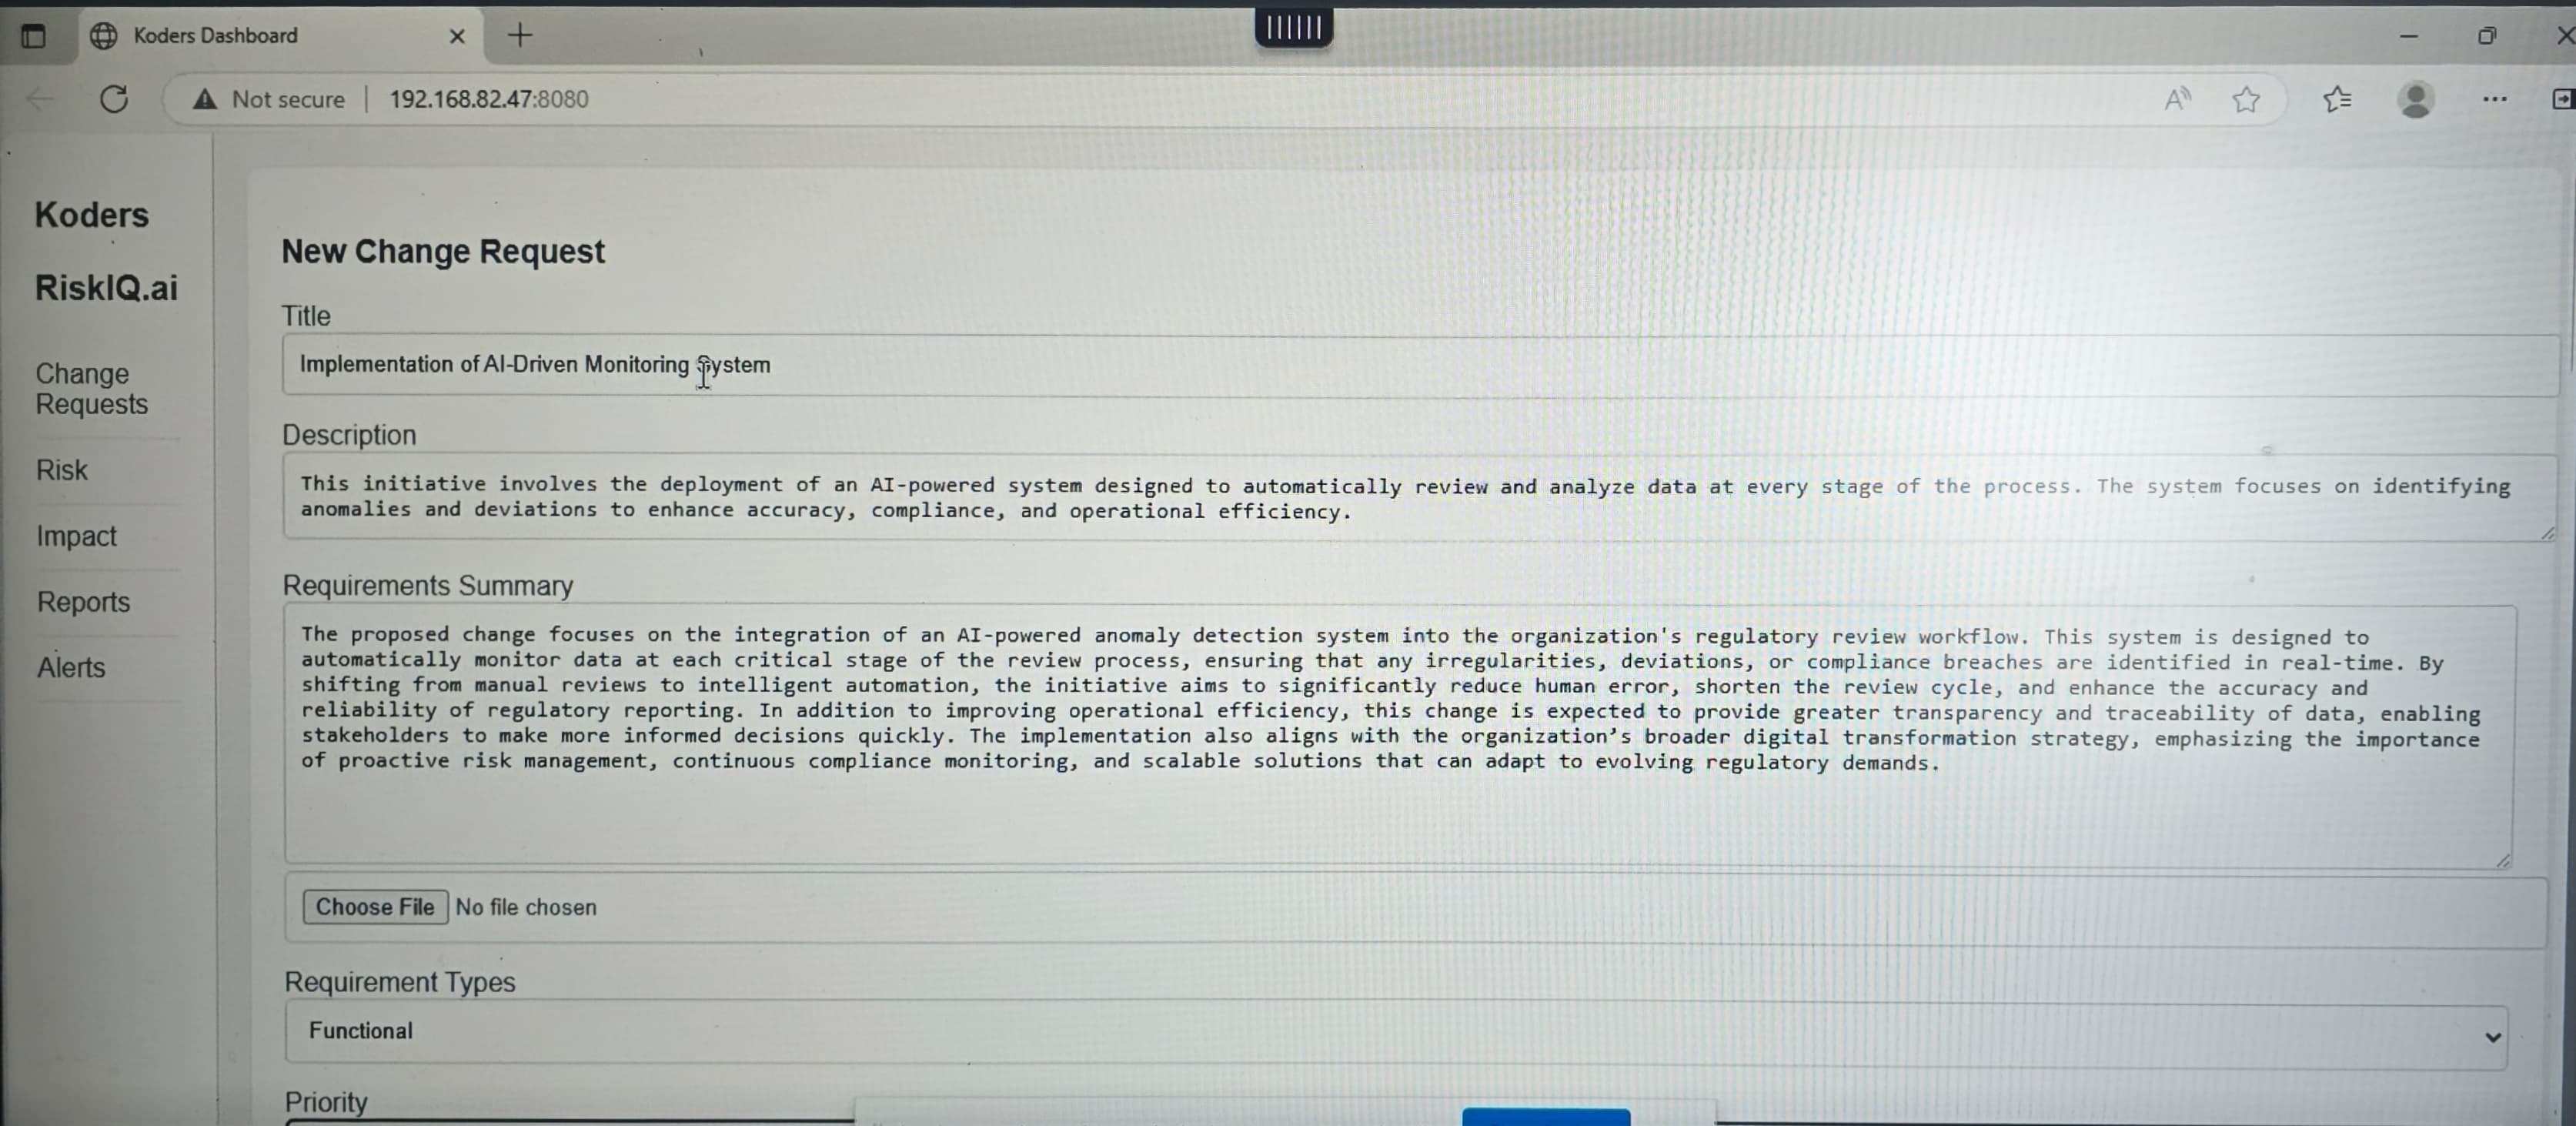 Koders Dashboard
Not secure
192.168.82.47:8080
Koders
RiskIQ.ai
Change
Requests
Risk
Impact
Reports
Alerts
New Change Request
Title
Implementation of AI-Driven Monitoring System
Description
This initiative involves the deployment of an AI-powered system designed to automatically review and analyze data at every stage of the process. The system focuses on identifying
anomalies and deviations to enhance accuracy, compliance, and operational efficiency.
Requirements Summary
The proposed change focuses on the integration of an AI-powered anomaly detection system into the organization's regulatory review workflow. This system is designed to
automatically monitor data at each critical stage of the review process, ensuring that any irregularities, deviations, or compliance breaches are identified in real-time. By
shifting from manual reviews to intelligent automation, the initiative aims to significantly reduce human error, shorten the review cycle, and enhance the accuracy and
reliability of regulatory reporting. In addition to improving operational efficiency, this change is expected to provide greater transparency and traceability of data, enabling
stakeholders to make more informed decisions quickly. The implementation also aligns with the organization’s broader digital transformation strategy, emphasizing the importance
of proactive risk management, continuous compliance monitoring, and scalable solutions that can adapt to evolving regulatory demands.
Choose File No file chosen
Requirement Types
Functional
Priority